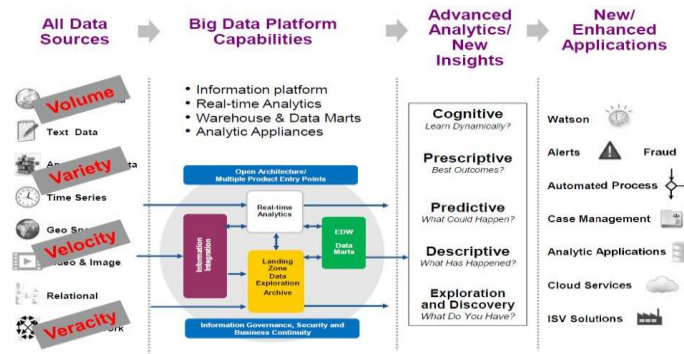 All Data
Sources
Big Data Platform
Capabilities
Advanced
Analytics/
New
Insights
New/
Enhanced
Applications
Volume
Text Data
Variety
Time Series
Geo
Velocity
& Image
Relational
Veracity
• Information platform
• Real-time Analytics
• Warehouse & Data Marts
• Analytic Appliances
Open Architecture/
Multiple Product Entry Points
Information
Integration
Real-time
Analytics
Landing
Zone
Data
Exploration
Archive
EDW
Data
Marts
Information Governance, Security and
Business Continuity
Cognitive
Learn Dynamically?
Prescriptive
Best Outcomes?
Predictive
What Could Happen?
Descriptive
What Has Happened?
Exploration
and Discovery
What Do You Have?
Watson
Alerts Fraud
Automated Process
Case Management
Analytic Applications
Cloud Services
ISV Solutions